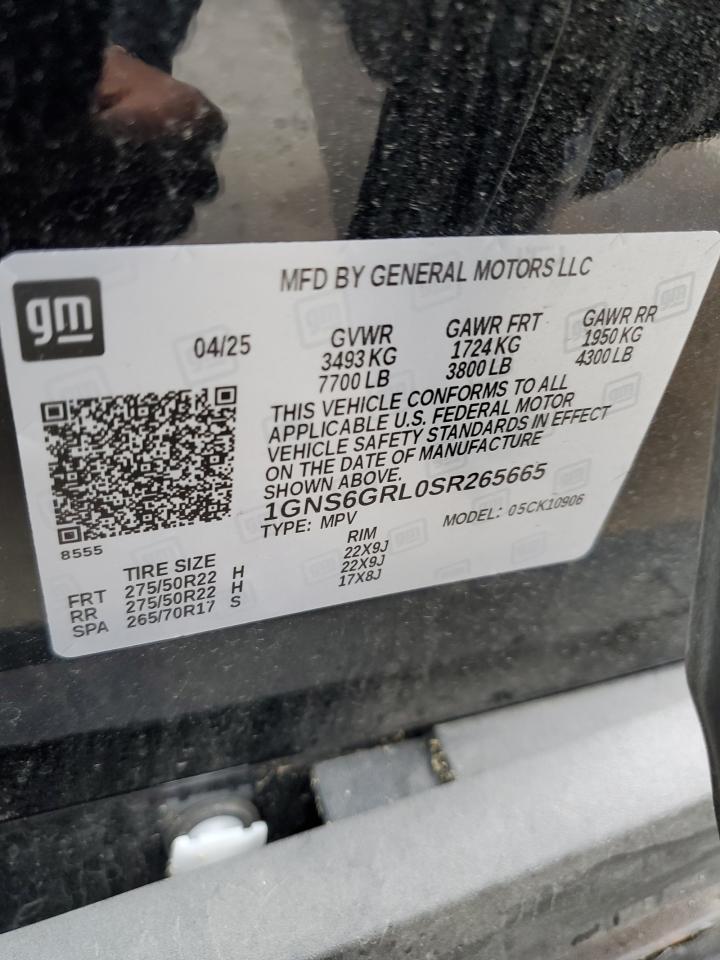 MFD BY GENERAL MOTORS LLC
gm
04/25
GVWR GAWR FRT GAWR RR
3493 KG 1724 KG 1950 KG
7700 LB 3800 LB 4300 LB
THIS VEHICLE CONFORMS TO ALL
APPLICABLE U.S. FEDERAL MOTOR
VEHICLE SAFETY STANDARDS IN EFFECT
ON THE DATE OF MANUFACTURE
SHOWN ABOVE.
1GNS6GRL0SR265665
TYPE: MPV MODEL: 05CK10906
8555
TIRE SIZE RIM
FRT 275/50R22 H 22X9J
RR 275/50R22 H 22X9J
SPA 265/70R17 S 17X8J